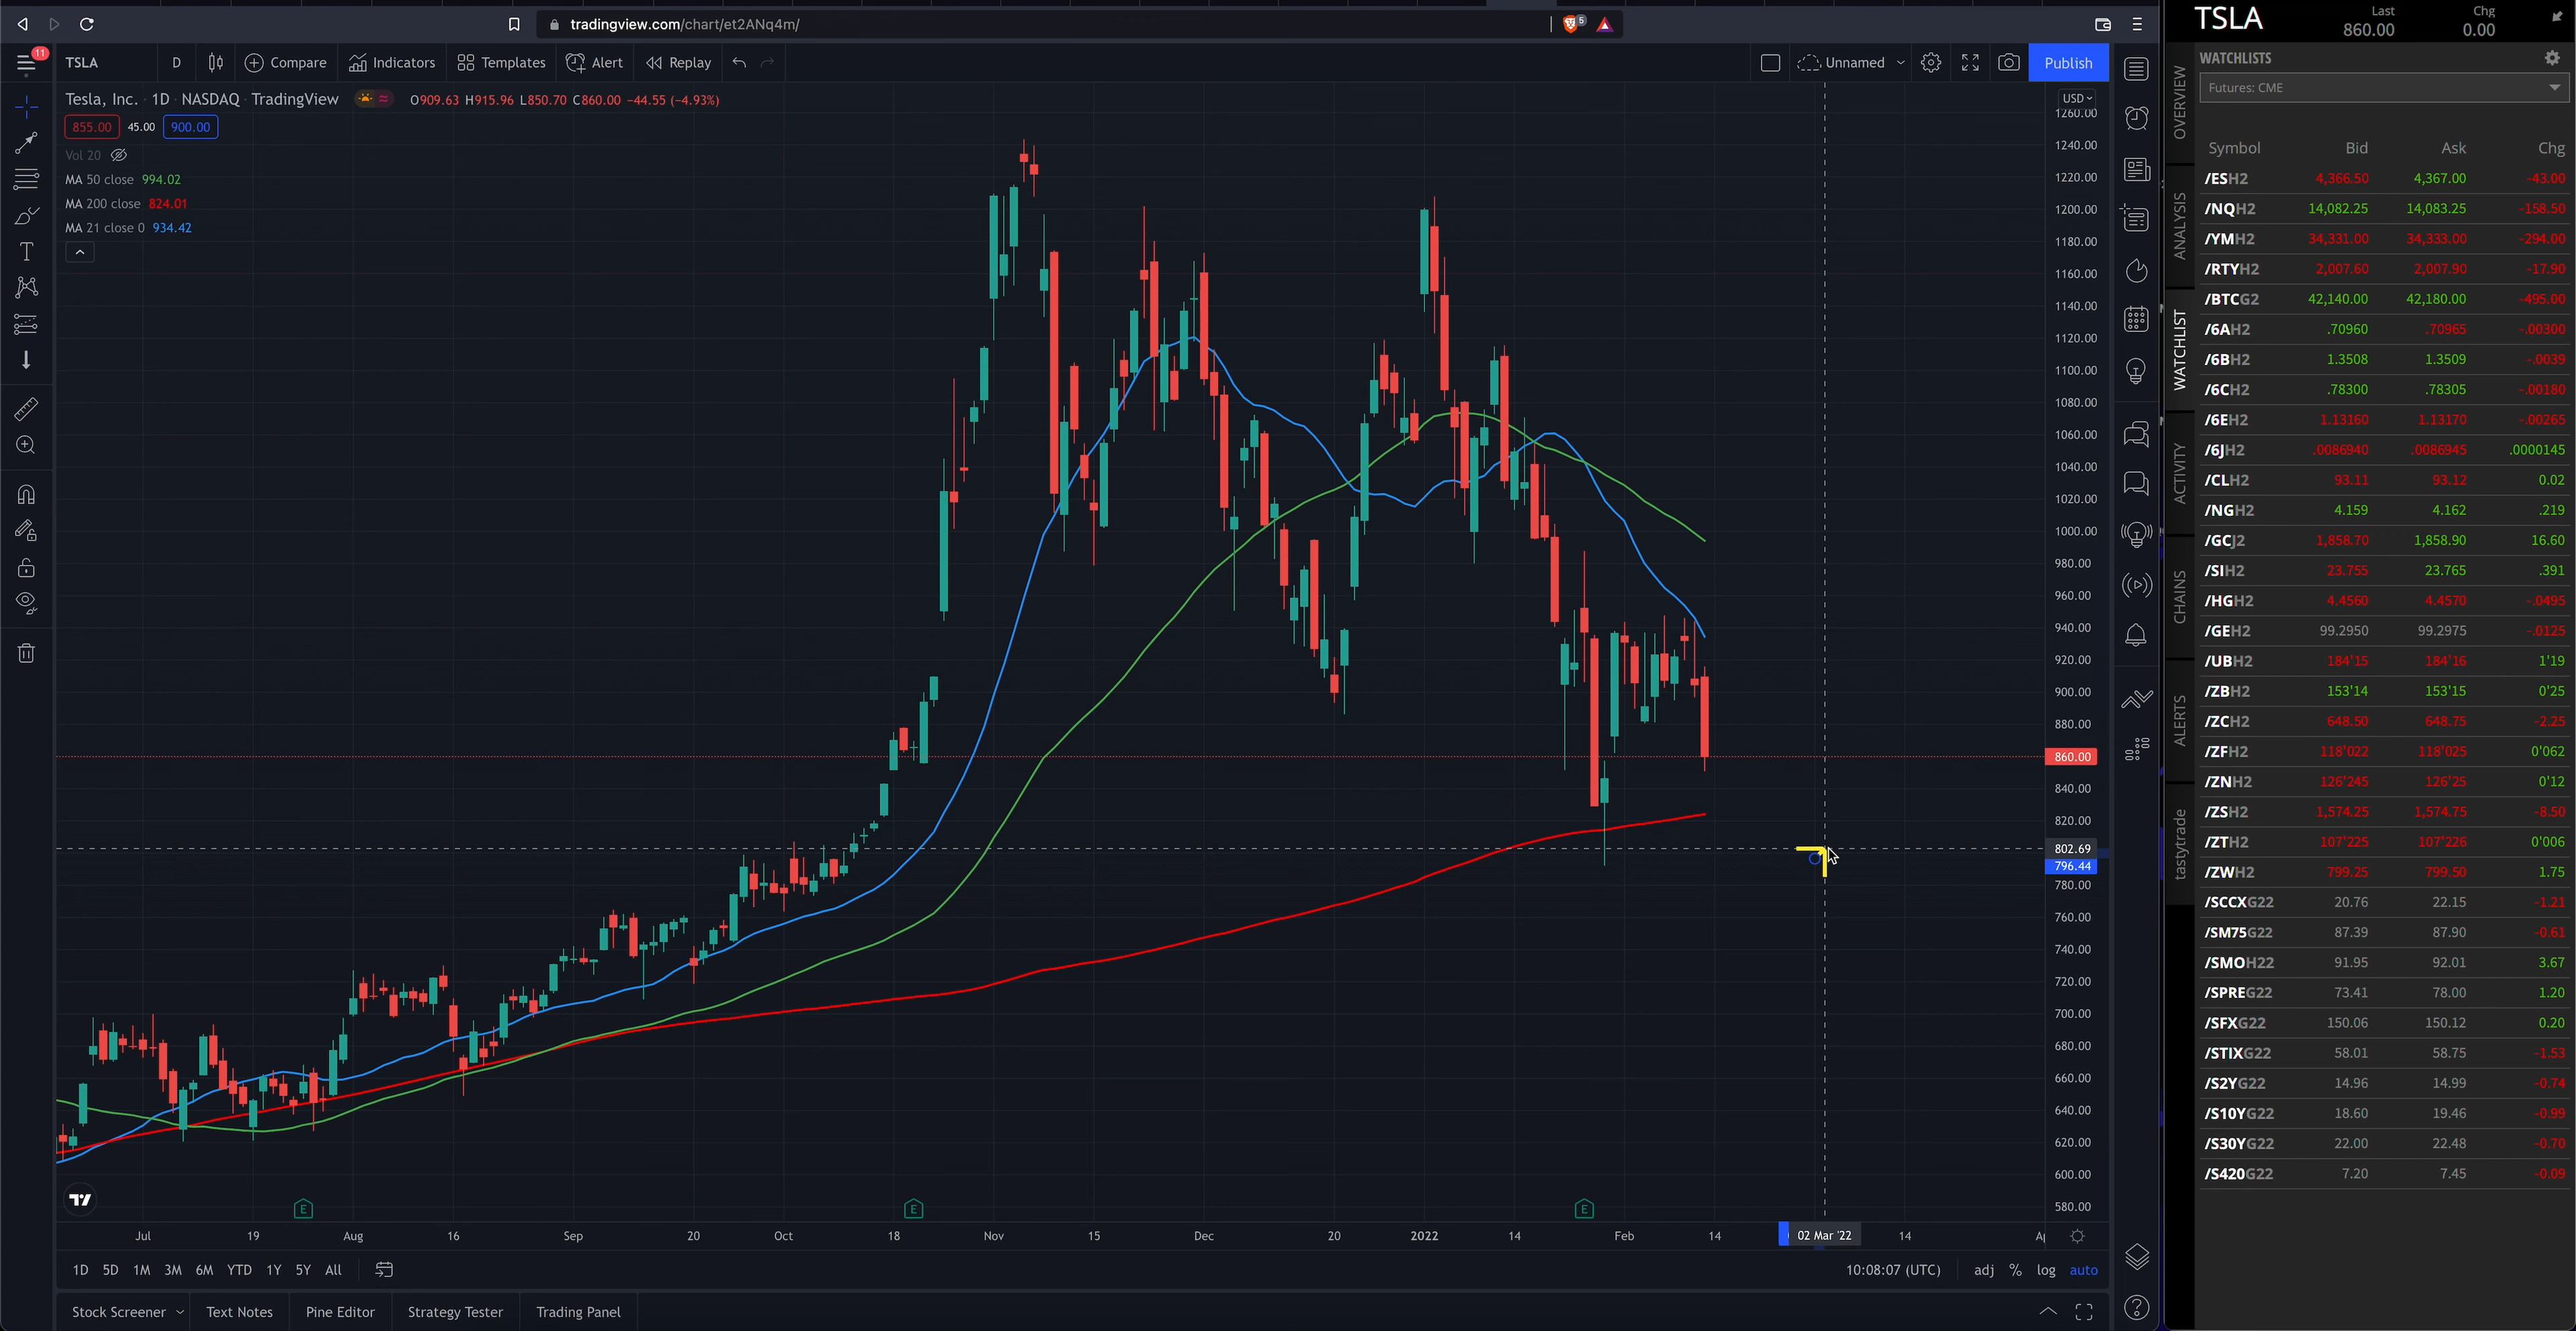 tradingview.com/chart/et2ANq4m/
5
11
TSLA D Compare Indicators Templates Alert Replay Unnamed Publish
Tesla, Inc. · 1D · NASDAQ · TradingView O909.63 H915.96 L850.70 C860.00 −44.55 (−4.93%)
855.00 45.00 900.00
Vol 20
MA 50 close 994.02
MA 200 close 824.01
MA 21 close 0 934.42
USD
1260.00
1240.00
1220.00
1200.00
1180.00
1160.00
1140.00
1120.00
1100.00
1080.00
1060.00
1040.00
1020.00
1000.00
980.00
960.00
940.00
920.00
900.00
880.00
860.00
840.00
820.00
802.69
796.44
780.00
760.00
740.00
720.00
700.00
680.00
660.00
640.00
620.00
600.00
580.00
E E E
Jul 19 Aug 16 Sep 20 Oct 18 Nov 15 Dec 20 2022 14 Feb 14 02 Mar '22 14
1D 5D 1M 3M 6M YTD 1Y 5Y All 10:08:07 (UTC) adj % log auto
Stock Screener Text Notes Pine Editor Strategy Tester Trading Panel
TSLA Last Chg
860.00 0.00
OVERVIEW
ANALYSIS
WATCHLIST
ACTIVITY
CHAINS
ALERTS
tastytrade
WATCHLISTS
Futures: CME
Symbol Bid Ask Chg
/ESH2 4,366.50 4,367.00 -43.00
/NQH2 14,082.25 14,083.25 -158.50
/YMH2 34,331.00 34,333.00 -294.00
/RTYH2 2,007.60 2,007.90 -17.90
/BTCG2 42,140.00 42,180.00 -495.00
/6AH2 .70960 .70965 -.00300
/6BH2 1.3508 1.3509 -.0039
/6CH2 .78300 .78305 -.00180
/6EH2 1.13160 1.13170 -.00265
/6JH2 .0086940 .0086945 .0000145
/CLH2 93.11 93.12 0.02
/NGH2 4.159 4.162 .219
/GCJ2 1,858.70 1,858.90 16.60
/SIH2 23.755 23.765 .391
/HGH2 4.4560 4.4570 -.0495
/GEH2 99.2950 99.2975 -.0125
/UBH2 184'15 184'16 1'19
/ZBH2 153'14 153'15 0'25
/ZCH2 648.50 648.75 -2.25
/ZFH2 118'022 118'025 0'062
/ZNH2 126'245 126'25 0'12
/ZSH2 1,574.25 1,574.75 -8.50
/ZTH2 107'225 107'226 0'006
/ZWH2 799.25 799.50 1.75
/SCCXG22 20.76 22.15 -1.21
/SM75G22 87.39 87.90 -0.61
/SMOH22 91.95 92.01 3.67
/SPREG22 73.41 78.00 1.20
/SFXG22 150.06 150.12 0.20
/STIXG22 58.01 58.75 -1.53
/S2YG22 14.96 14.99 -0.74
/S10YG22 18.60 19.46 -0.99
/S30YG22 22.00 22.48 -0.70
/S420G22 7.20 7.45 -0.09